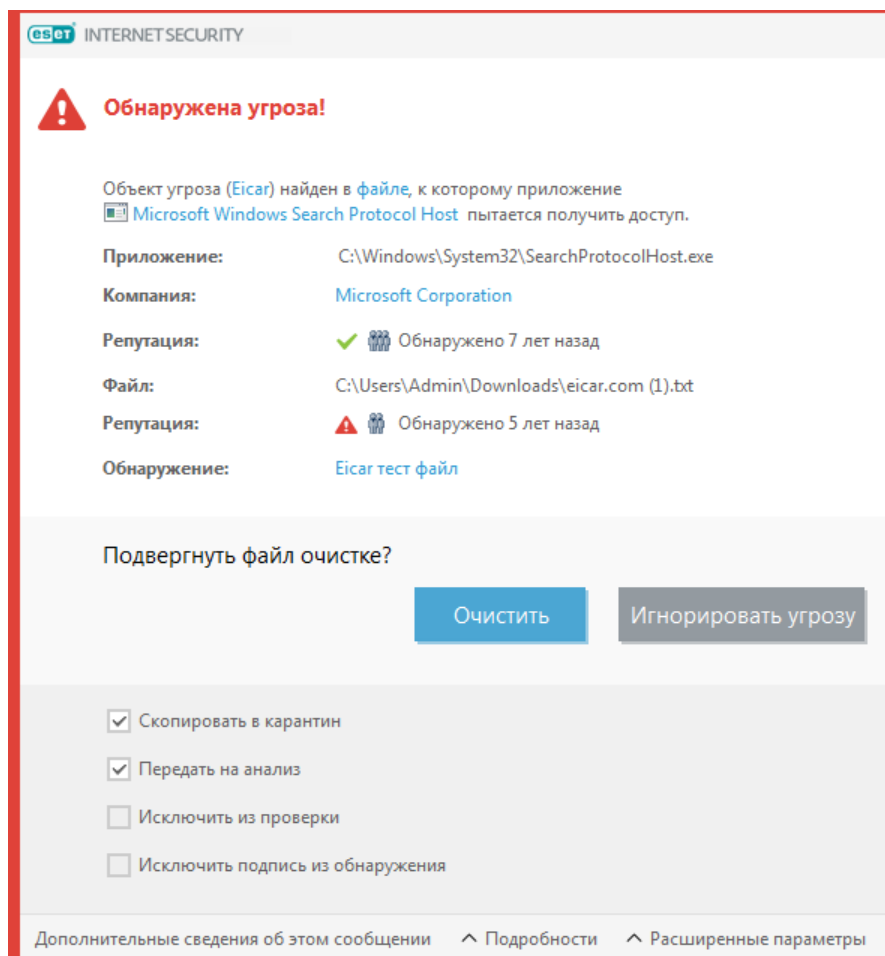 eset INTERNET SECURITY
Обнаружена угроза!
Объект угроза (Eicar) найден в файле, к которому приложение
Microsoft Windows Search Protocol Host пытается получить доступ.
Приложение: C:\Windows\System32\SearchProtocolHost.exe
Компания: Microsoft Corporation
Репутация: Обнаружено 7 лет назад
Файл: C:\Users\Admin\Downloads\eicar.com (1).txt
Репутация: Обнаружено 5 лет назад
Обнаружение: Eicar тест файл
Подвергнуть файл очистке?
Очистить Игнорировать угрозу
Скопировать в карантин
Передать на анализ
Исключить из проверки
Исключить подпись из обнаружения
Дополнительные сведения об этом сообщении Подробности Расширенные параметры